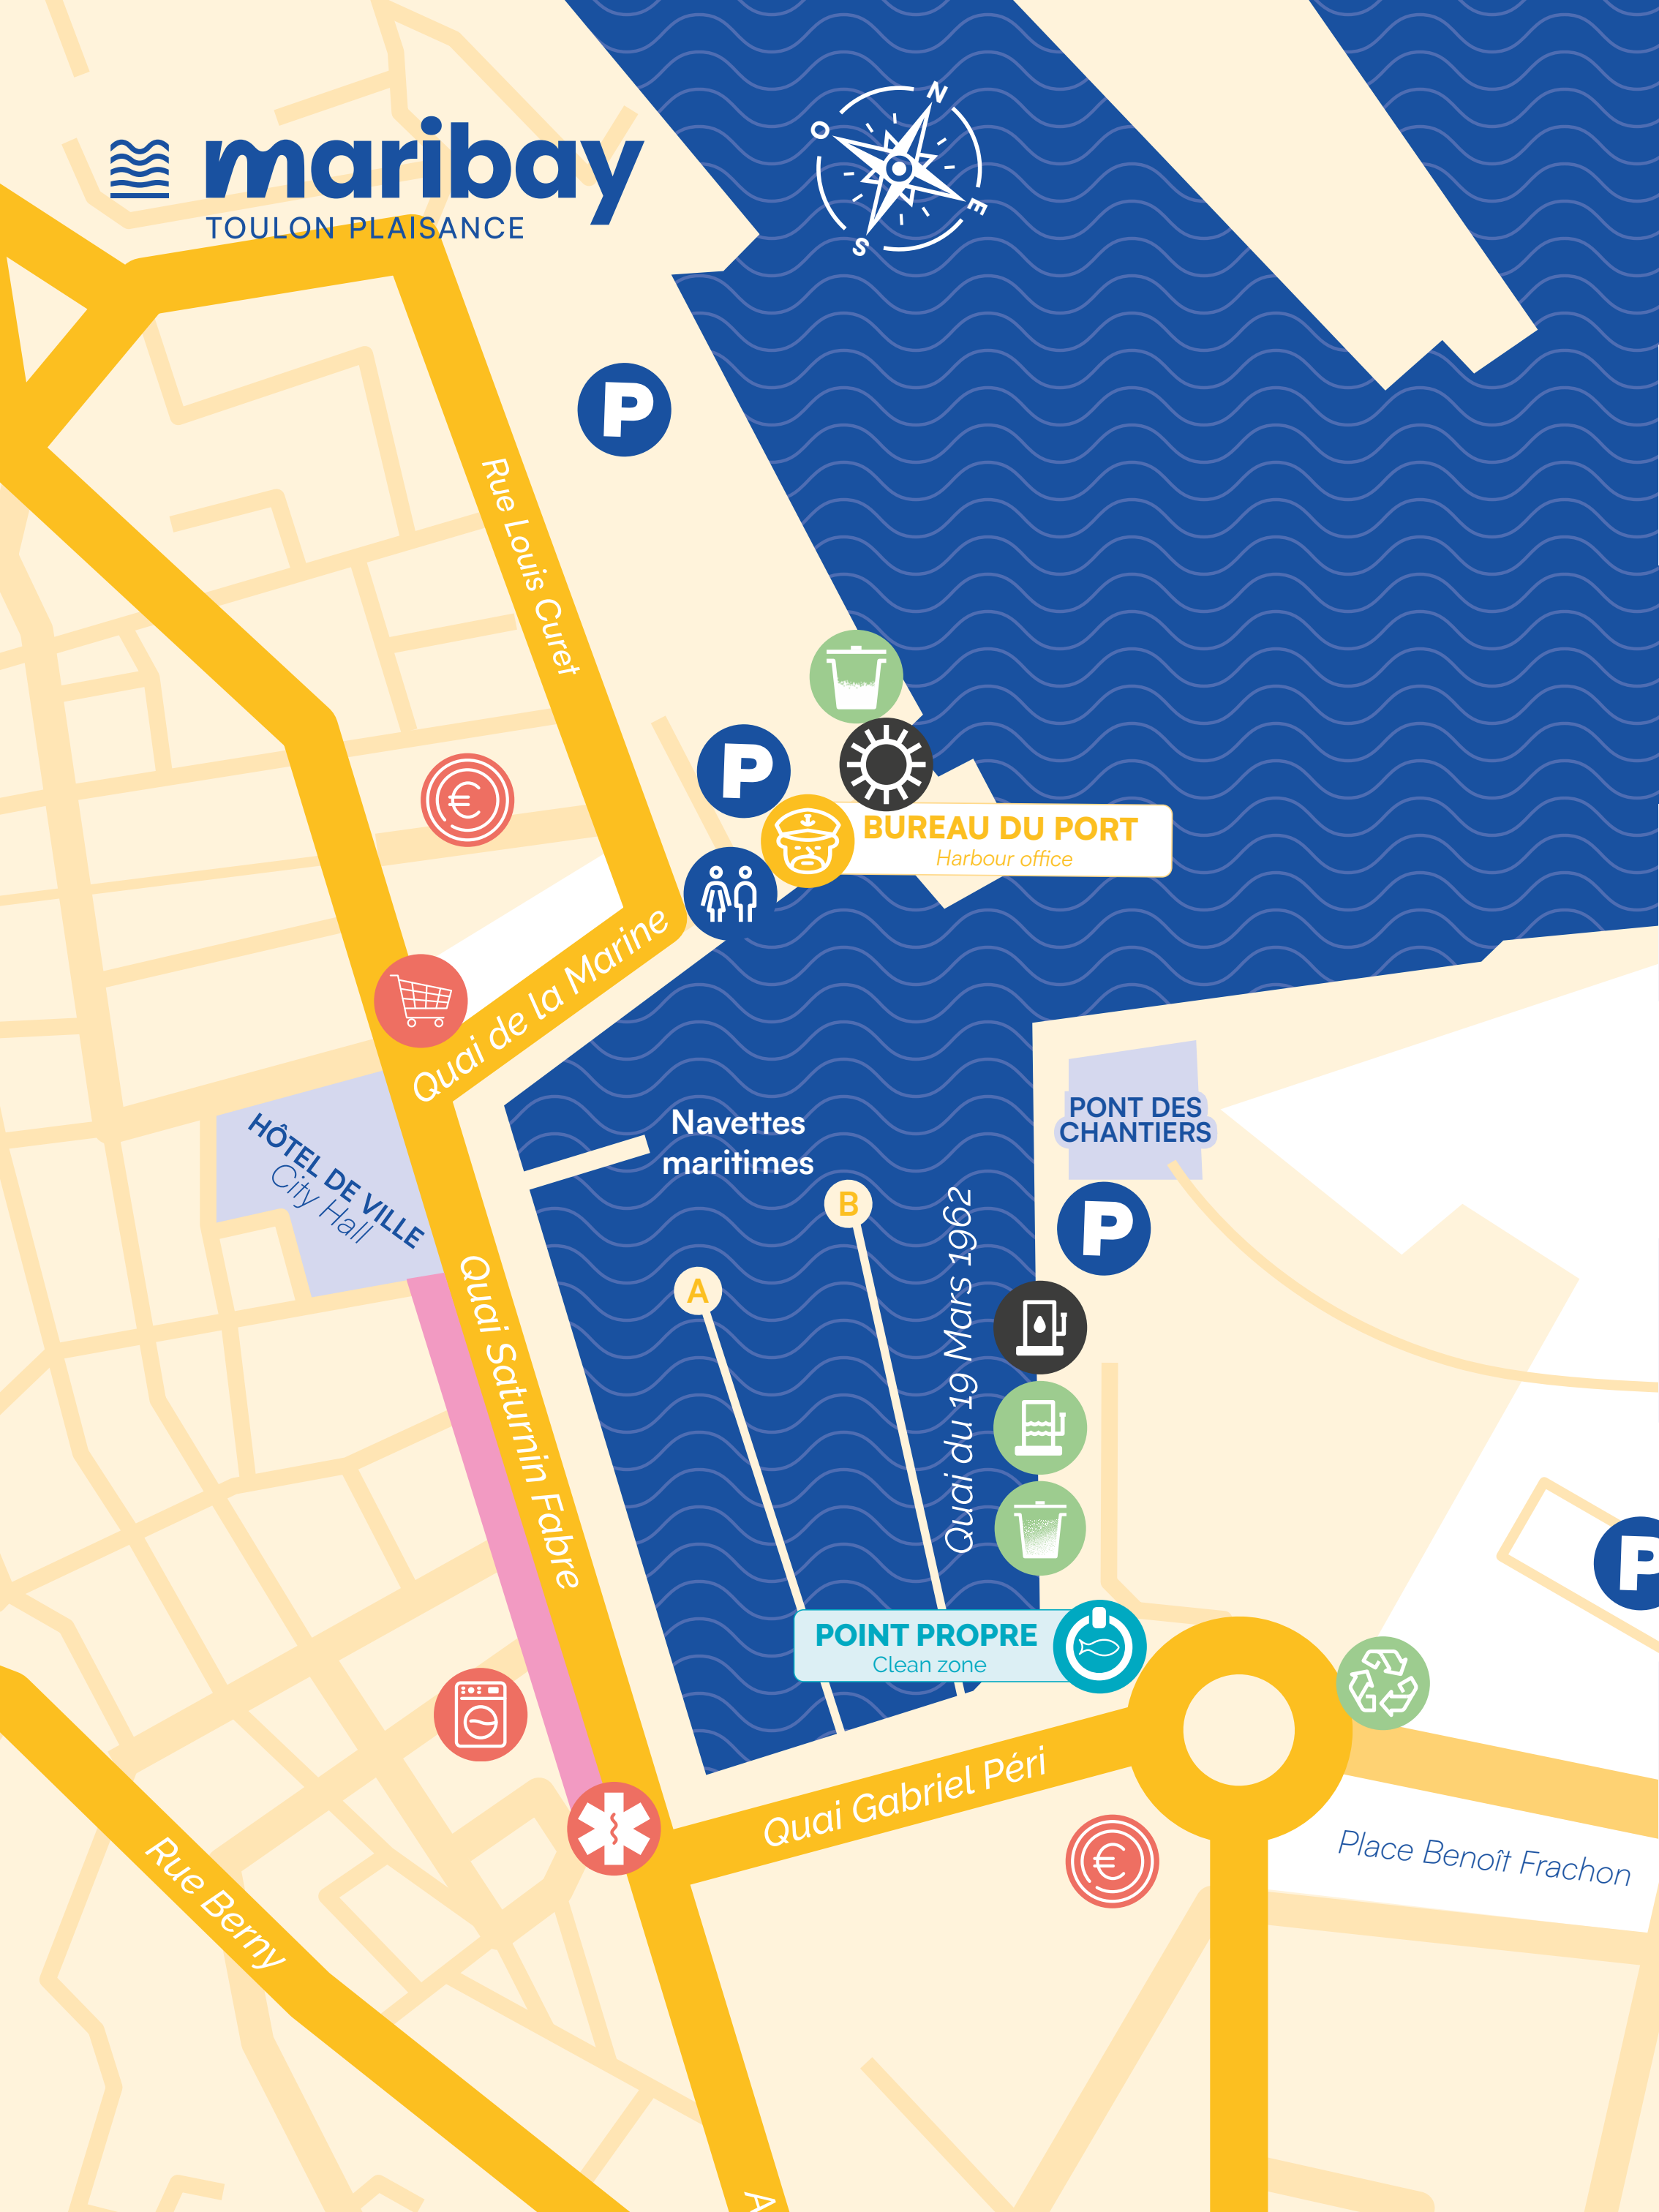 maribay
TOULON PLAISANCE
N
O
E
S
P
Rue Louis Curet
P
€
BUREAU DU PORT
Harbour office
Quai de la Marine
HÔTEL DE VILLE
City Hall
Navettes
maritimes
PONT DES
CHANTIERS
B
A
P
Quai du 19 Mars 1962
Quai Saturnin Fabre
P
POINT PROPRE
Clean zone
Quai Gabriel Péri
€
Place Benoît Frachon
Rue Berny
A